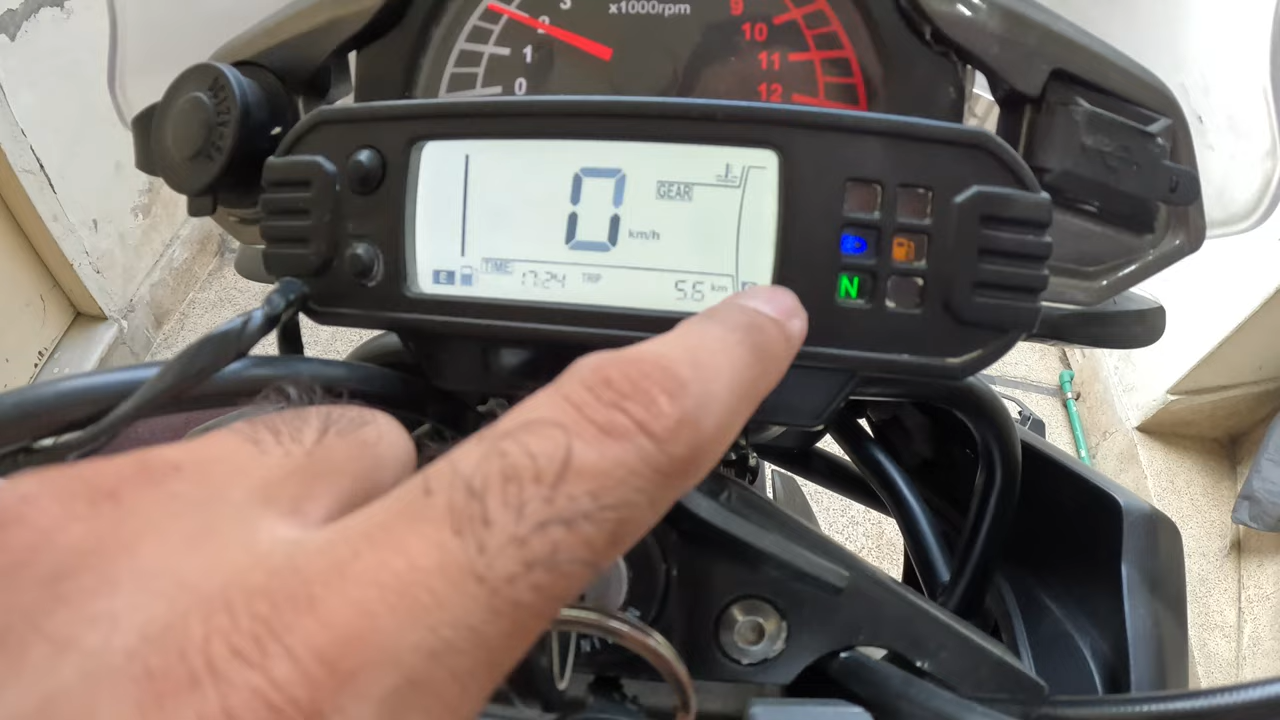 3 x1000rpm 9
2 10
1 11
0 12
DC12V
0 km/h
GEAR
E TIME 17:24 TRIP 5.6 km
N